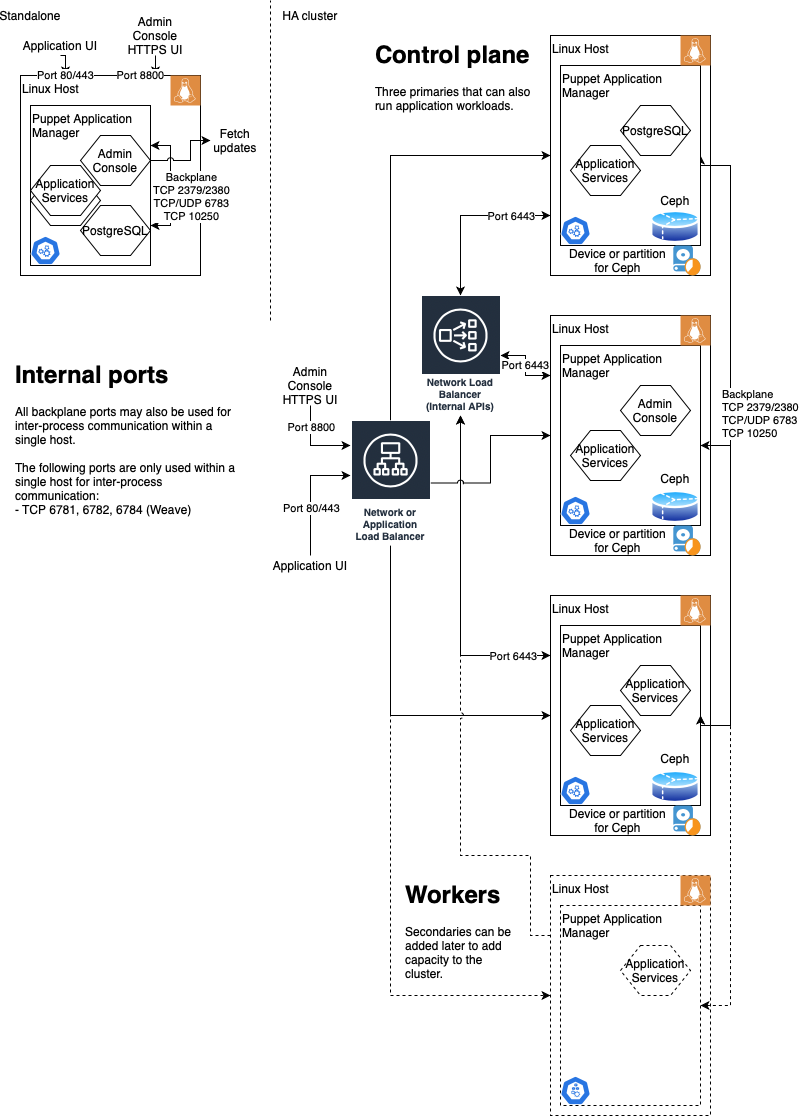 Standalone
Application UI
Admin
Console
HTTPS UI
Port 80/443
Port 8800
Linux Host
Puppet Application
Manager
Admin
Console
Application
Services
PostgreSQL
Fetch
updates
Backplane
TCP 2379/2380
TCP/UDP 6783
TCP 10250
HA cluster
Control plane
Three primaries that can also
run application workloads.
Linux Host
Puppet Application
Manager
PostgreSQL
Application
Services
Ceph
Device or partition
for Ceph
Port 6443
Network Load
Balancer
(Internal APIs)
Port 6443
Linux Host
Puppet Application
Manager
Admin
Console
Application
Services
Ceph
Device or partition
for Ceph
Backplane
TCP 2379/2380
TCP/UDP 6783
TCP 10250
Internal ports
All backplane ports may also be used for
inter-process communication within a
single host.
The following ports are only used within a
single host for inter-process
communication:
- TCP 6781, 6782, 6784 (Weave)
Admin
Console
HTTPS UI
Port 8800
Port 80/443
Application UI
Network or
Application
Load Balancer
Port 6443
Linux Host
Puppet Application
Manager
Application
Services
Application
Services
Ceph
Device or partition
for Ceph
Workers
Secondaries can be
added later to add
capacity to the
cluster.
Linux Host
Puppet Application
Manager
Application
Services